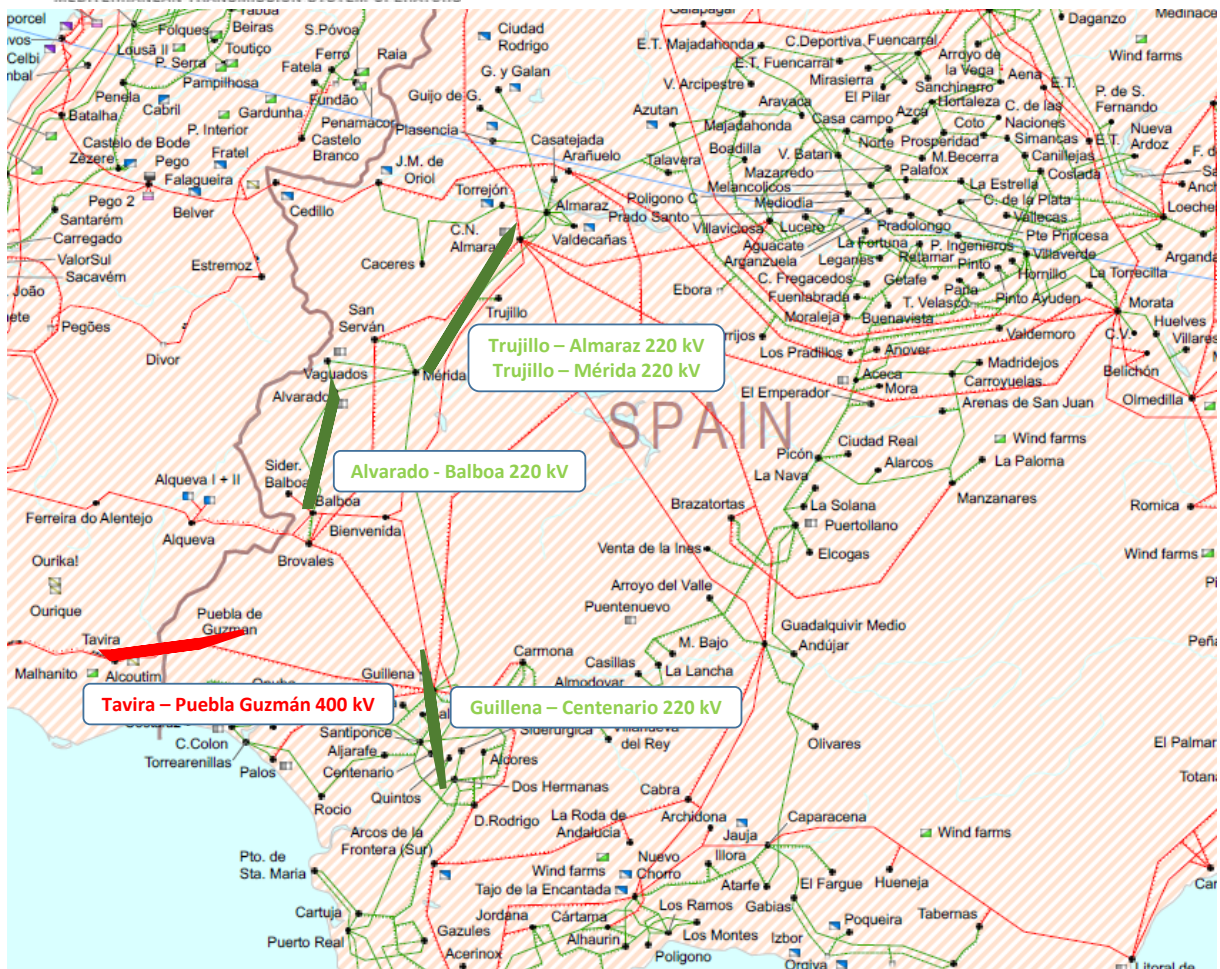 MEDITERRANEAN TRANSMISSION SYSTEM OPERATORS
Folques
Beiras
S.Póvoa
Lousã II
Toutiço
Ferro
Raia
P. Serra
Fatela
Celbi
Pampilhosa
Penela
Cabril
Fundão
Gardunha
Penamacor
Batalha
P. Interior
Castelo de Bode
Castelo
Branco
Zêzere
Pego
Fratel
Falagueira
Pego 2
Belver
Santarém
Carregado
ValorSul
Sacavém
Estremoz
Pegões
Divor
Ciudad
Rodrigo
G. y Galan
Guijo de G.
Plasencia
Casatejada
Arañuelo
J.M. de
Oriol
Torrejón
Cedillo
Almaraz
C.N.
Valdecañas
Caceres
Trujillo
San
Serván
Vaguados
Mérida
Alvarado
Galapagar
Daganzo
Medinaceli
E.T. Majadahonda
C.Deportiva
Fuencarral
Wind farms
E.T. Fuencarral
Arroyo de
la Vega
Mirasierra
Sanchinarro
Aena
E.T.
V. Arcipestre
El Pilar
Hortaleza
P. de S.
Fernando
Azutan
Aravaca
Azca
C. de las
Naciones
Majadahonda
Casa campo
Coto
Simancas
E.T.
Nueva
Ardoz
Boadilla
Norte
Prosperidad
Canillejas
Talavera
V. Batan
M.Becerra
Coslada
Mazarredo
Palafox
Poligono C
Melancolicos
La Estrella
Prado Santo
Mediodia
C. de la Plata
Villaviciosa
Lucero
Vallecas
Aguacate
Pradolongo
Pte Princesa
Arganzuela
La Fortuna
P. Ingenieros
Villaverde
Leganes
Retamar
Ebora
C. Fregacedos
Pinto
Hornillo
La Torrecilla
Fuenlabrada
Getafe
Parla
Moraleja
T. Velasco
Pinto Ayuden
Morata
Buenavista
Valdemoro
C.V.
Huelves
Los Pradillos
Anover
Villares
Madridejos
Belichón
Aceca
Carroyuelas
Mora
El Emperador
Arenas de San Juan
Olmedilla
Trujillo – Almaraz 220 kV
Trujillo – Mérida 220 kV
SPAIN
Ciudad Real
Wind farms
Picón
La Paloma
Alarcos
La Nava
Manzanares
Alvarado - Balboa 220 kV
Sider.
Balboa
Balboa
Alqueva I + II
Ferreira do Alentejo
Alqueva
Bienvenida
Brovales
Brazatortas
La Solana
Puertollano
Romica
Venta de la Ines
Elcogas
Wind farms
Ourika!
Ourique
Arroyo del Valle
Puentenuevo
Puebla de
Guzman
Tavira
Malhanito
Alcoutim
Guadalquivir Medio
Andújar
M. Bajo
Carmona
Casillas
La Lancha
Almodovar
Guillena
Tavira – Puebla Guzmán 400 kV
Guillena – Centenario 220 kV
Santiponce
Siderurgica
del Rey
C.Colon
Aljarafe
Alcores
Torrearenillas
Centenario
Olivares
El Palmar
Palos
Quintos
Dos Hermanas
Rocio
Cabra
D.Rodrigo
La Roda de
Andalucia
Archidona
Caparacena
Arcos de la
Frontera (Sur)
Jauja
Wind farms
Pto. de
Sta. Maria
Wind farms
Nuevo
Chorro
Illora
Tajo de la Encantada
Atarfe
El Fargue
Hueneja
Cartuja
Los Ramos
Gabias
Jordana
Cártama
Poqueira
Tabernas
Puerto Real
Gazules
Alhaurin
Los Montes
Izbor
Acerinox
Poligono
Orgiva
Litoral de